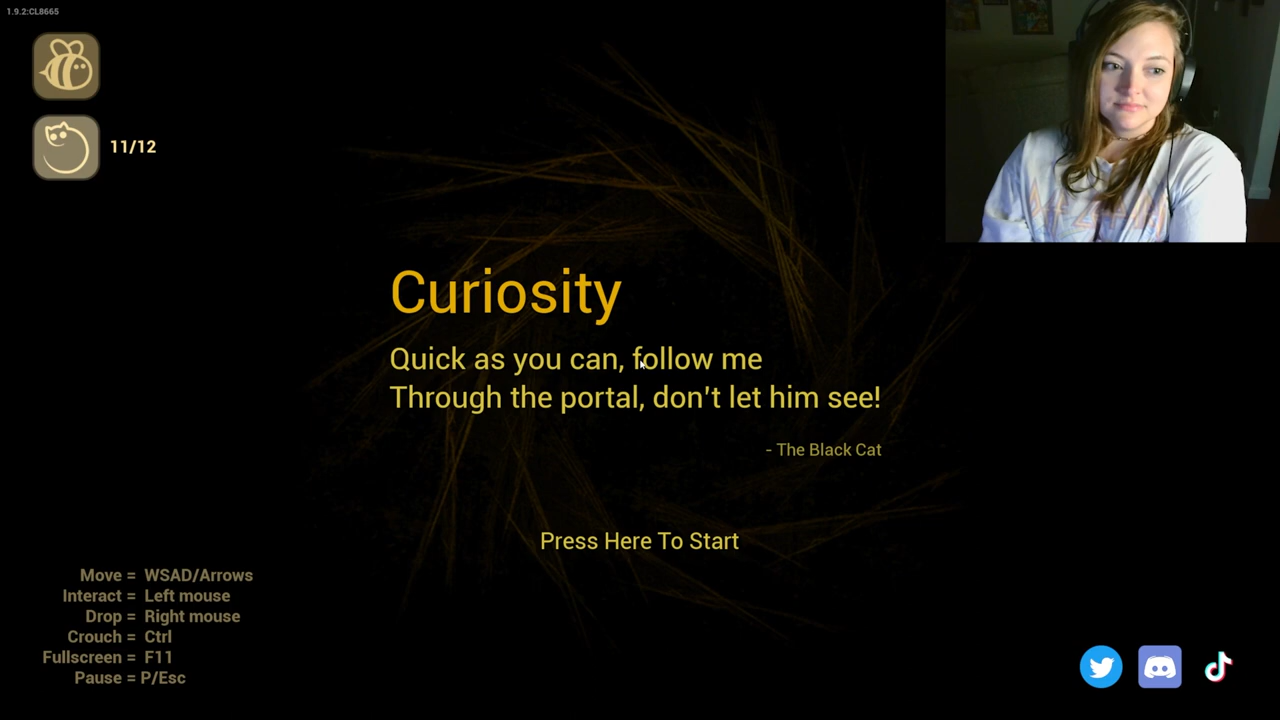 1.9.2:CL8665
11/12
Curiosity
Quick as you can, follow me
Through the portal, don't let him see!
- The Black Cat
Press Here To Start
Move = WSAD/Arrows
Interact = Left mouse
Drop = Right mouse
Crouch = Ctrl
Fullscreen = F11
Pause = P/Esc